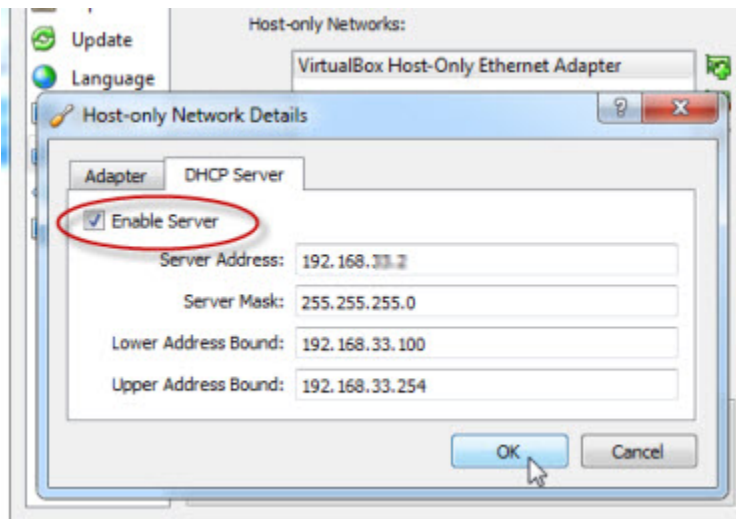 Update
Host-only Networks:
Language
VirtualBox Host-Only Ethernet Adapter
Host-only Network Details
Adapter
DHCP Server
Enable Server
Server Address: 192.168.
Server Mask: 255.255.255.0
Lower Address Bound: 192.168.33.100
Upper Address Bound: 192.168.33.254
OK
Cancel